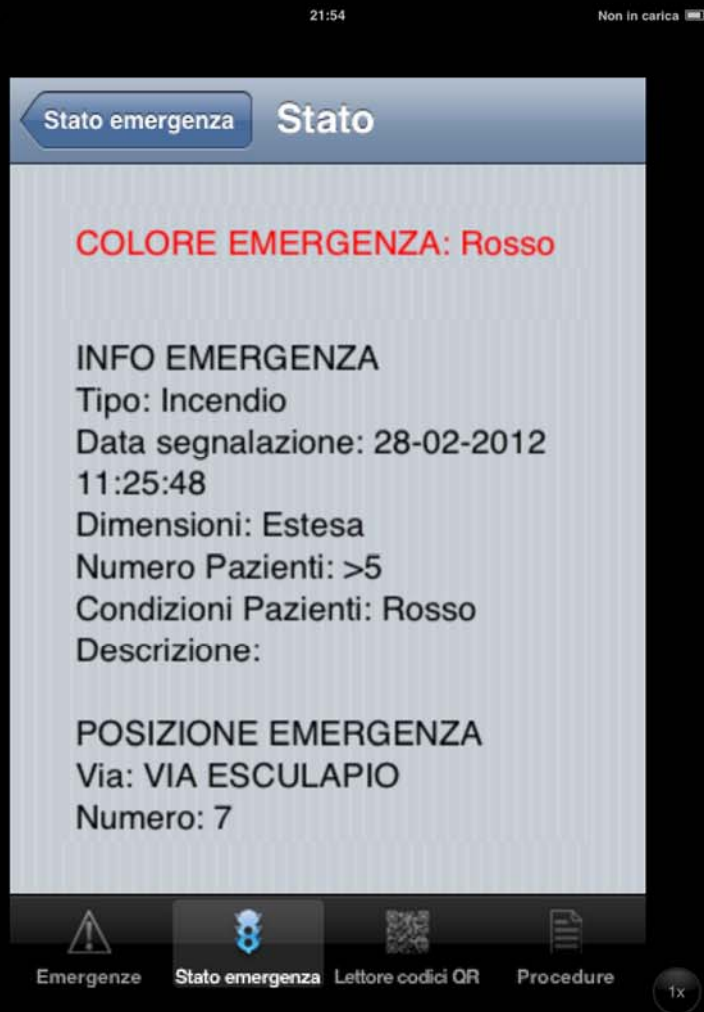 21:54
Non in carica
Stato emergenza
Stato
COLORE EMERGENZA: Rosso
INFO EMERGENZA
Tipo: Incendio
Data segnalazione: 28-02-2012
11:25:48
Dimensioni: Estesa
Numero Pazienti: >5
Condizioni Pazienti: Rosso
Descrizione:
POSIZIONE EMERGENZA
Via: VIA ESCULAPIO
Numero: 7
Emergenze
Stato emergenza
Lettore codici QR
Procedure
1x